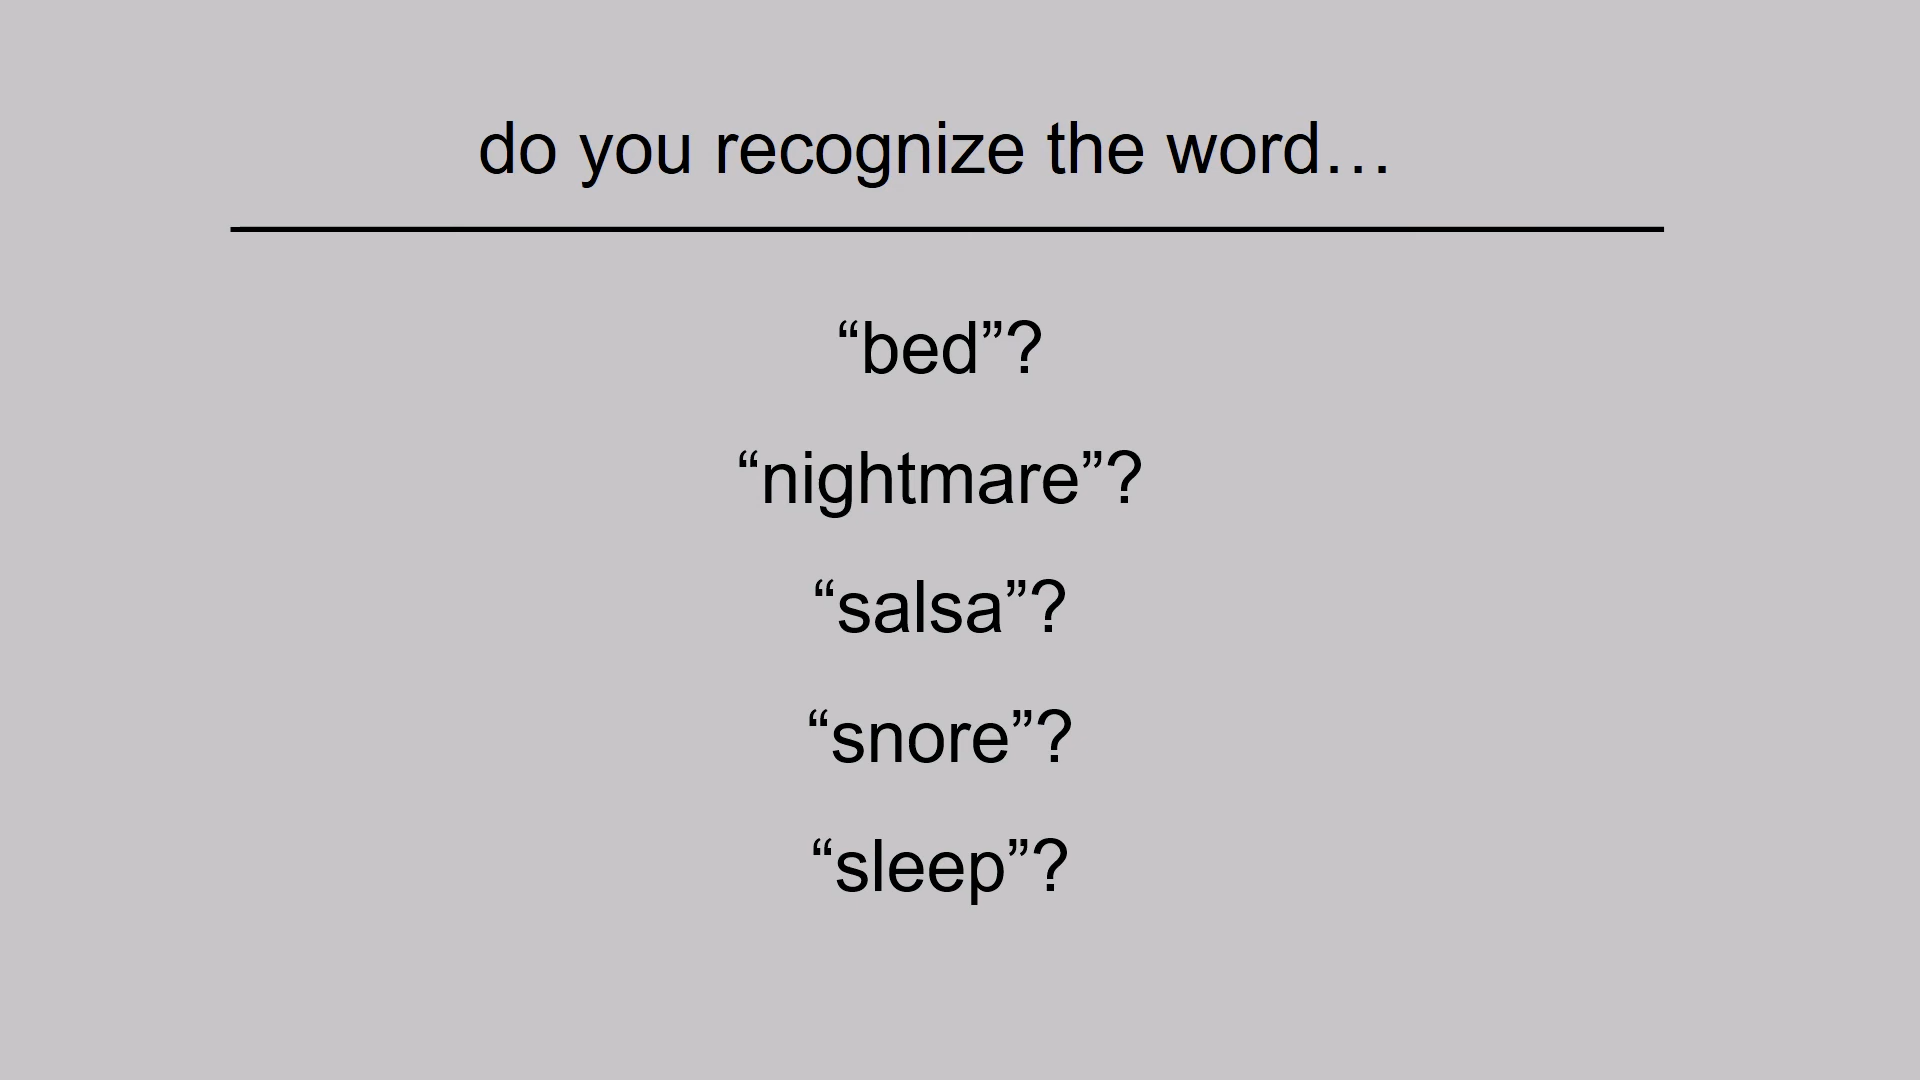 do you recognize the word…
“bed”?
“nightmare”?
“salsa”?
“snore”?
“sleep”?